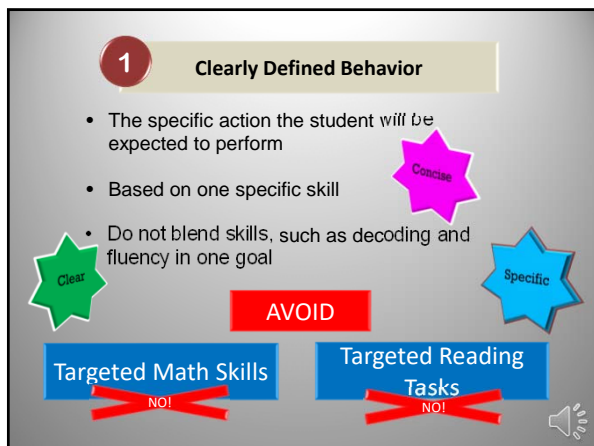 1
Clearly Defined Behavior
• The specific action the student will be
expected to perform
Concise
• Based on one specific skill
• Do not blend skills, such as decoding and
fluency in one goal
Clear
Specific
AVOID
Targeted Math Skills
NO!
Targeted Reading
Tasks
NO!